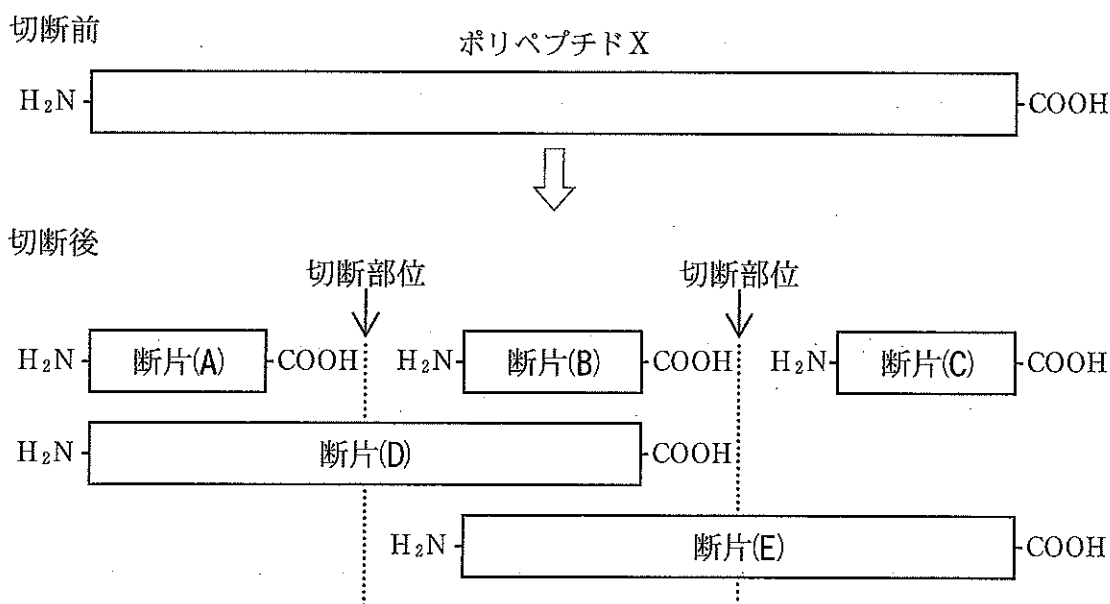 切断前
ポリペプチドX
H₂N COOH
切断後
切断部位 切断部位
H₂N 断片(A) COOH H₂N 断片(B) COOH H₂N 断片(C) COOH
H₂N 断片(D) COOH
H₂N 断片(E) COOH